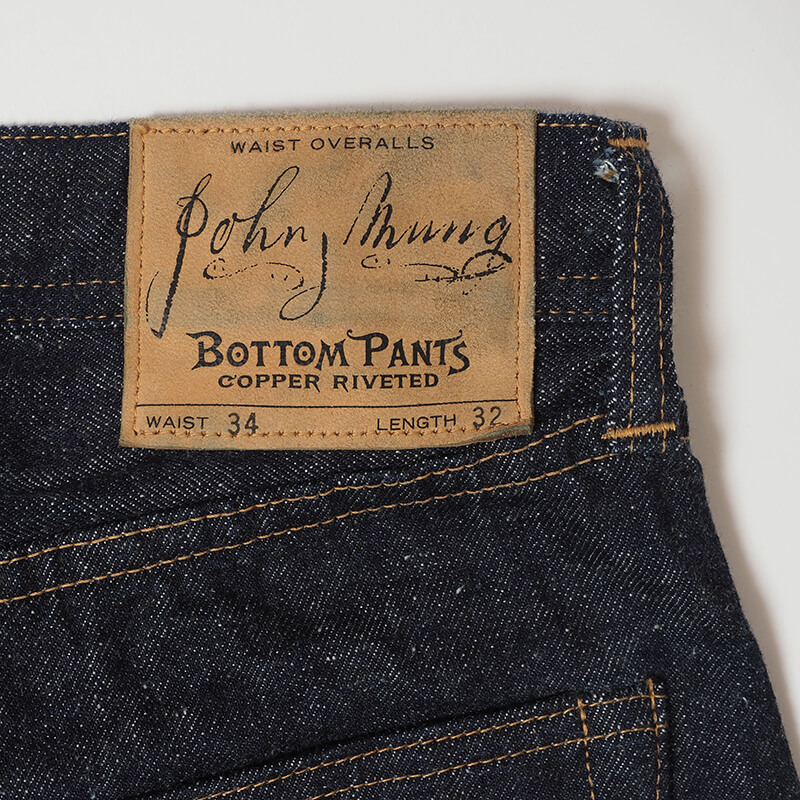 WAIST OVERALLS
John Mung
BOTTOM PANTS
COPPER RIVETED
WAIST 34 LENGTH 32